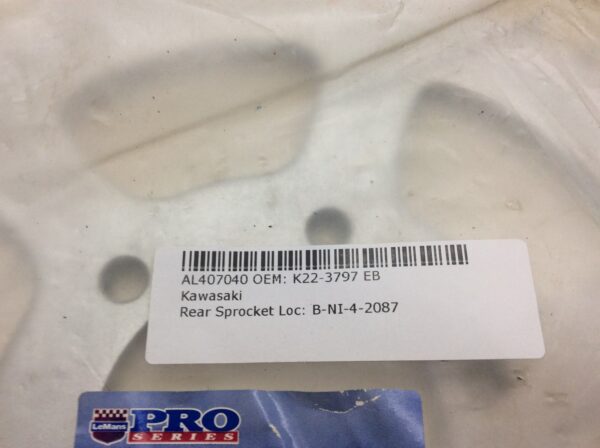 AL407040 OEM: K22-3797 EB
Kawasaki
Rear Sprocket Loc: B-NI-4-2087
LeMans PRO
SERIES